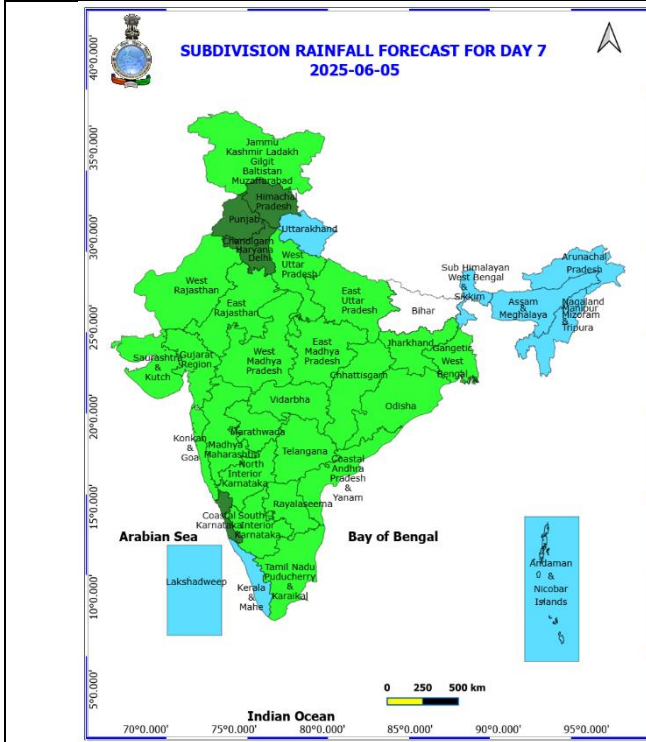 SUBDIVISION RAINFALL FORECAST FOR DAY 7
2025-06-05
40°0.000'
35°0.000'
30°0.000'
25°0.000'
20°0.000'
15°0.000'
10°0.000'
5°0.000'
Jammu
Kashmir Ladakh
Gilgit
Baltistan
Muzaffarabad
Himachal
Pradesh
Punjab
Chandigarh
Haryana
Delhi
Uttarakhand
West
Uttar
Pradesh
West
Rajasthan
East
Rajasthan
East
Uttar
Pradesh
Bihar
Sub Himalayan
West Bengal
&
Sikkim
Arunachal
Pradesh
Assam
&
Meghalaya
Nagaland
Manipur
Mizoram
&
Tripura
Saurashtra
&
Kutch
Gujarat
Region
West
Madhya
Pradesh
East
Madhya
Pradesh
Jharkhand
Gangetic
West
Bengal
Chhattisgarh
Vidarbha
Odisha
Konkan
&
Goa
Madhya
Maharashtra
Marathwada
Telangana
North
Interior
Karnataka
Coastal
Andhra
Pradesh
&
Yanam
Rayalaseema
Coastal
Karnataka
South
Interior
Karnataka
Arabian Sea
Bay of Bengal
Lakshadweep
Kerala
&
Mahe
Tamil Nadu
Puducherry
&
Karaikal
Andaman
&
Nicobar
Islands
0 250 500 km
Indian Ocean
70°0.000' 75°0.000' 80°0.000' 85°0.000' 90°0.000' 95°0.000'